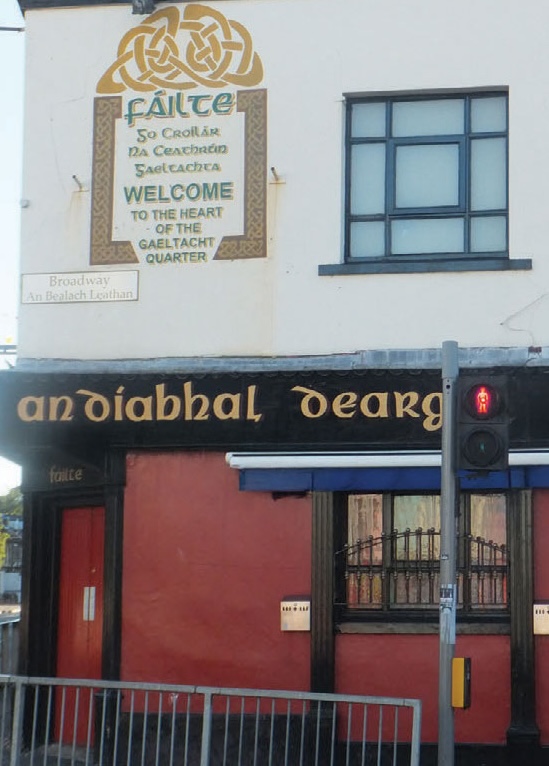 FÁILTE
Go Croílár
Na Ceathrún
Gaeltachta
WELCOME
TO THE HEART
OF THE
GAELTACHT
QUARTER
Broadway
An Bealach Leathan
an diabhal dearg
failte